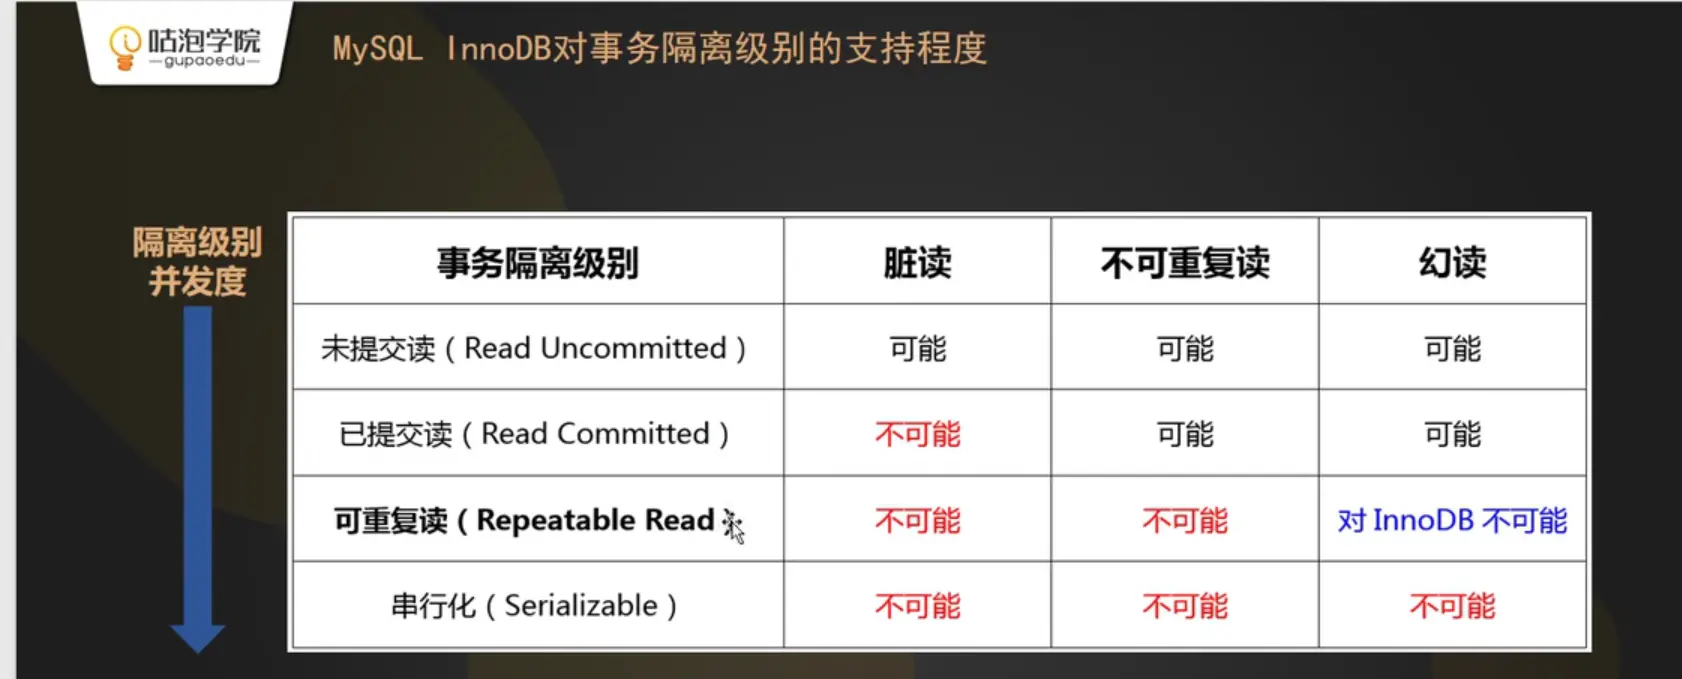 咕泡学院
gupaoedu
MySQL InnoDB对事务隔离级别的支持程度
隔离级别
并发度
事务隔离级别 脏读 不可重复读 幻读
未提交读（Read Uncommitted） 可能 可能 可能
已提交读（Read Committed） 不可能 可能 可能
可重复读（Repeatable Read） 不可能 不可能 对 InnoDB 不可能
串行化（Serializable） 不可能 不可能 不可能